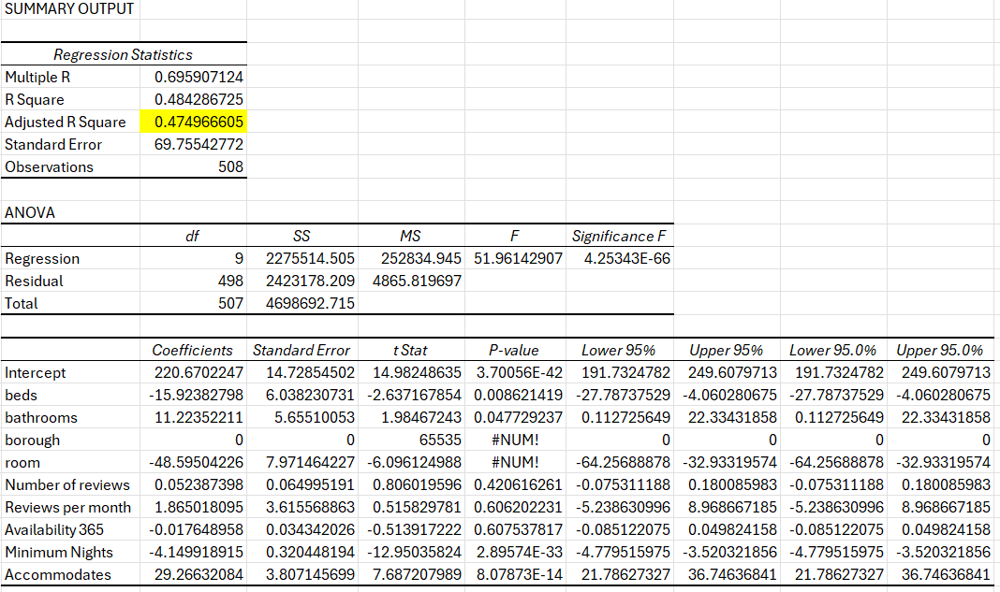 SUMMARY OUTPUT
Regression Statistics
Multiple R 0.695907124
R Square 0.484286725
Adjusted R Square 0.474966605
Standard Error 69.75542772
Observations 508
ANOVA
df SS MS F Significance F
Regression 9 2275514.505 252834.945 51.96142907 4.25343E-66
Residual 498 2423178.209 4865.819697
Total 507 4698692.715
Coefficients Standard Error t Stat P-value Lower 95% Upper 95% Lower 95.0% Upper 95.0%
Intercept 220.6702247 14.72854502 14.98248635 3.70056E-42 191.7324782 249.6079713 191.7324782 249.6079713
beds -15.92382798 6.038230731 -2.637167854 0.008621419 -27.78737529 -4.060280675 -27.78737529 -4.060280675
bathrooms 11.22352211 5.65510053 1.98467243 0.047729237 0.112725649 22.33431858 0.112725649 22.33431858
borough 0 0 65535 #NUM! 0 0 0 0
room -48.59504226 7.971464227 -6.096124988 #NUM! -64.25688878 -32.93319574 -64.25688878 -32.93319574
Number of reviews 0.052387398 0.064995191 0.806019596 0.420616261 -0.075311188 0.180085983 -0.075311188 0.180085983
Reviews per month 1.865018095 3.615568863 0.515829781 0.606202231 -5.238630996 8.968667185 -5.238630996 8.968667185
Availability 365 -0.017648958 0.034342026 -0.513917222 0.607537817 -0.085122075 0.049824158 -0.085122075 0.049824158
Minimum Nights -4.149918915 0.320448194 -12.95035824 2.89574E-33 -4.779515975 -3.520321856 -4.779515975 -3.520321856
Accommodates 29.26632084 3.807145699 7.687207989 8.07873E-14 21.78627327 36.74636841 21.78627327 36.74636841